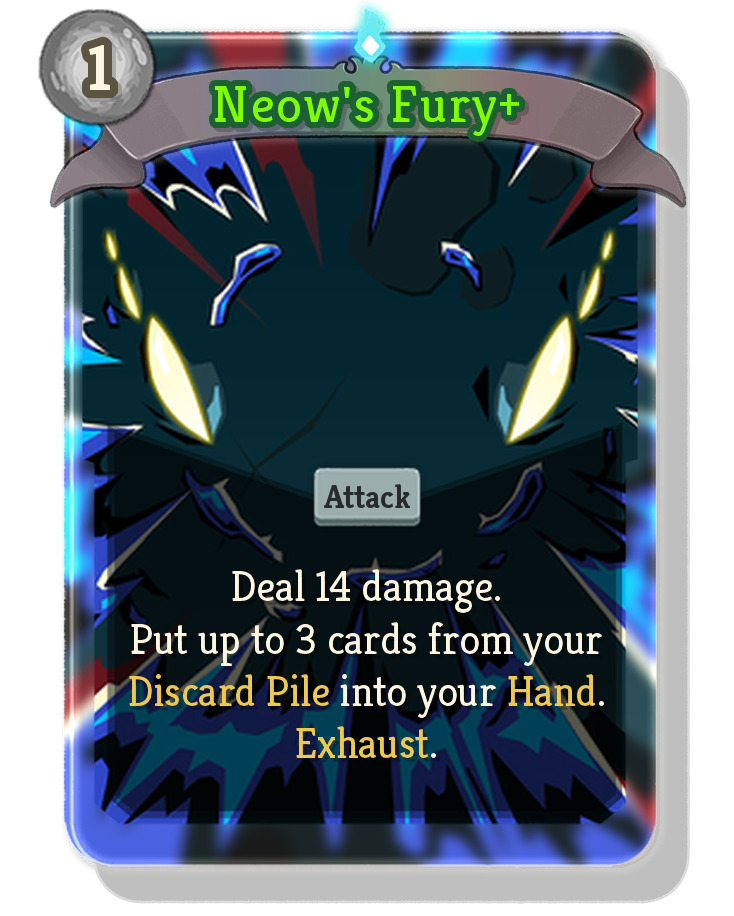 1
Neow's Fury+
Attack
Deal 14 damage.
Put up to 3 cards from your
Discard Pile into your Hand.
Exhaust.